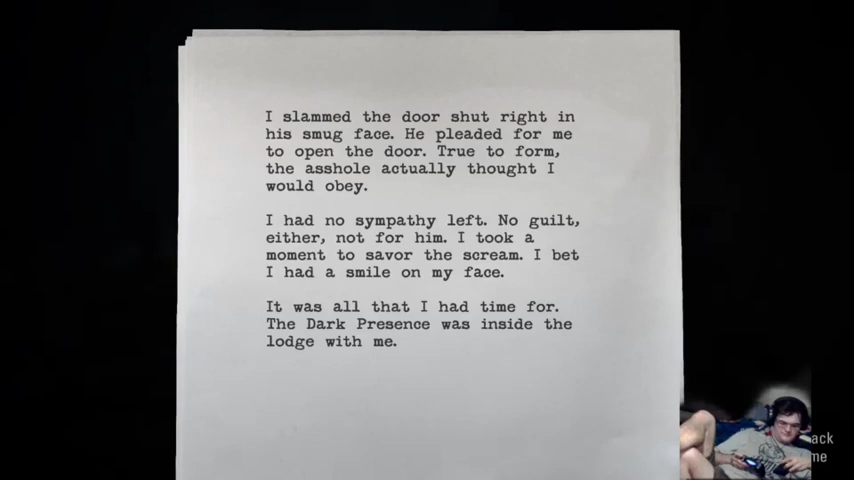 I slammed the door shut right in
his smug face. He pleaded for me
to open the door. True to form,
the asshole actually thought I
would obey.
I had no sympathy left. No guilt,
either, not for him. I took a
moment to savor the scream. I bet
I had a smile on my face.
It was all that I had time for.
The Dark Presence was inside the
lodge with me.